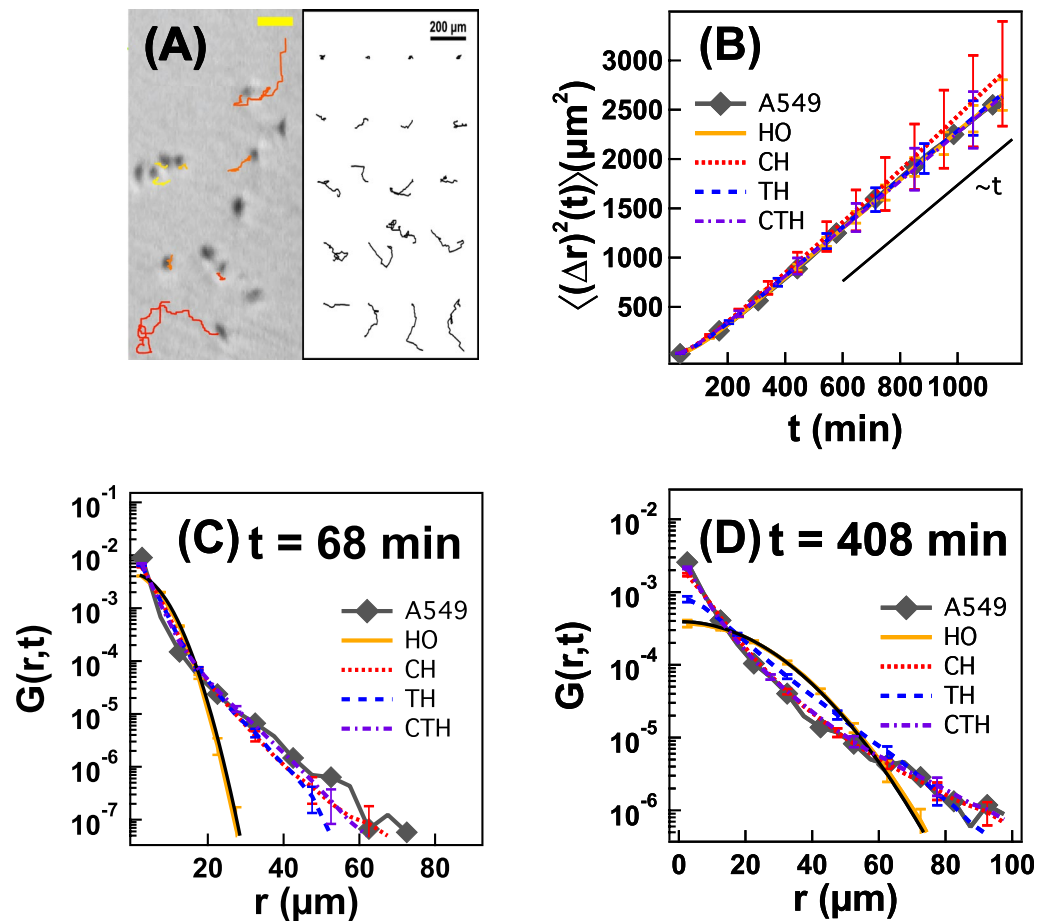 (A)
200 µm
(B)
3000
2500
2000
1500
1000
500
⟨(Δr)²(t)⟩(µm²)
A549
HO
CH
TH
CTH
~t
200 400 600 800 1000
t (min)
(C) t = 68 min
10⁻¹
10⁻²
10⁻³
10⁻⁴
10⁻⁵
10⁻⁶
10⁻⁷
G(r,t)
A549
HO
CH
TH
CTH
20 40 60 80
r (µm)
(D) t = 408 min
10⁻²
10⁻³
10⁻⁴
10⁻⁵
10⁻⁶
G(r,t)
A549
HO
CH
TH
CTH
0 20 40 60 80 100
r (µm)